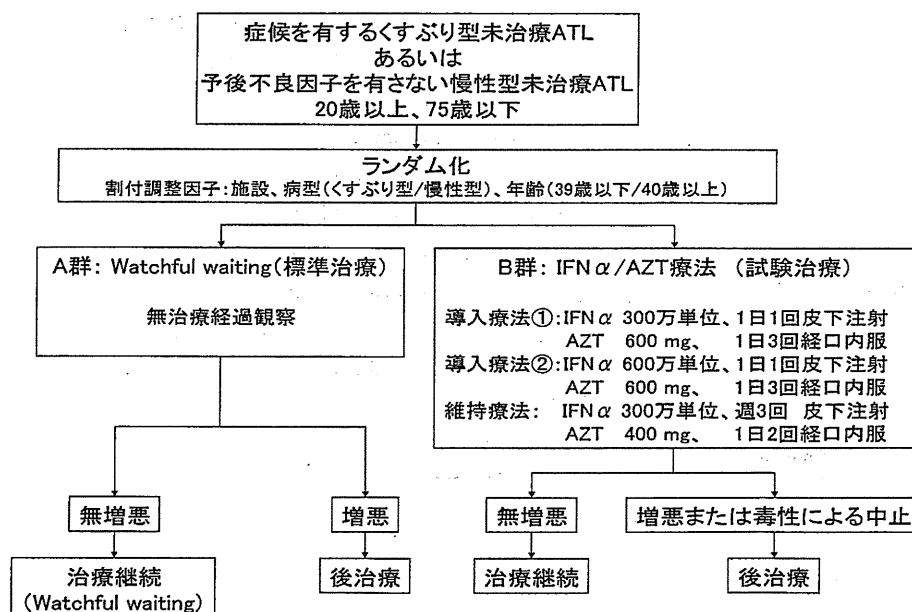 症候を有するくすぶり型未治療ATL
あるいは
予後不良因子を有さない慢性型未治療ATL
20歳以上、75歳以下
ランダム化
割付調整因子:施設、病型(くすぶり型/慢性型)、年齢(39歳以下/40歳以上)
A群: Watchful waiting(標準治療)
無治療経過観察
B群: IFNα/AZT療法 (試験治療)
導入療法①:IFNα 300万単位、1日1回皮下注射
AZT 600 mg、 1日3回経口内服
導入療法②:IFNα 600万単位、1日1回皮下注射
AZT 600 mg、 1日3回経口内服
維持療法: IFNα 300万単位、週3回 皮下注射
AZT 400 mg、 1日2回経口内服
無増悪
増悪
無増悪
増悪または毒性による中止
治療継続
(Watchful waiting)
後治療
治療継続
後治療